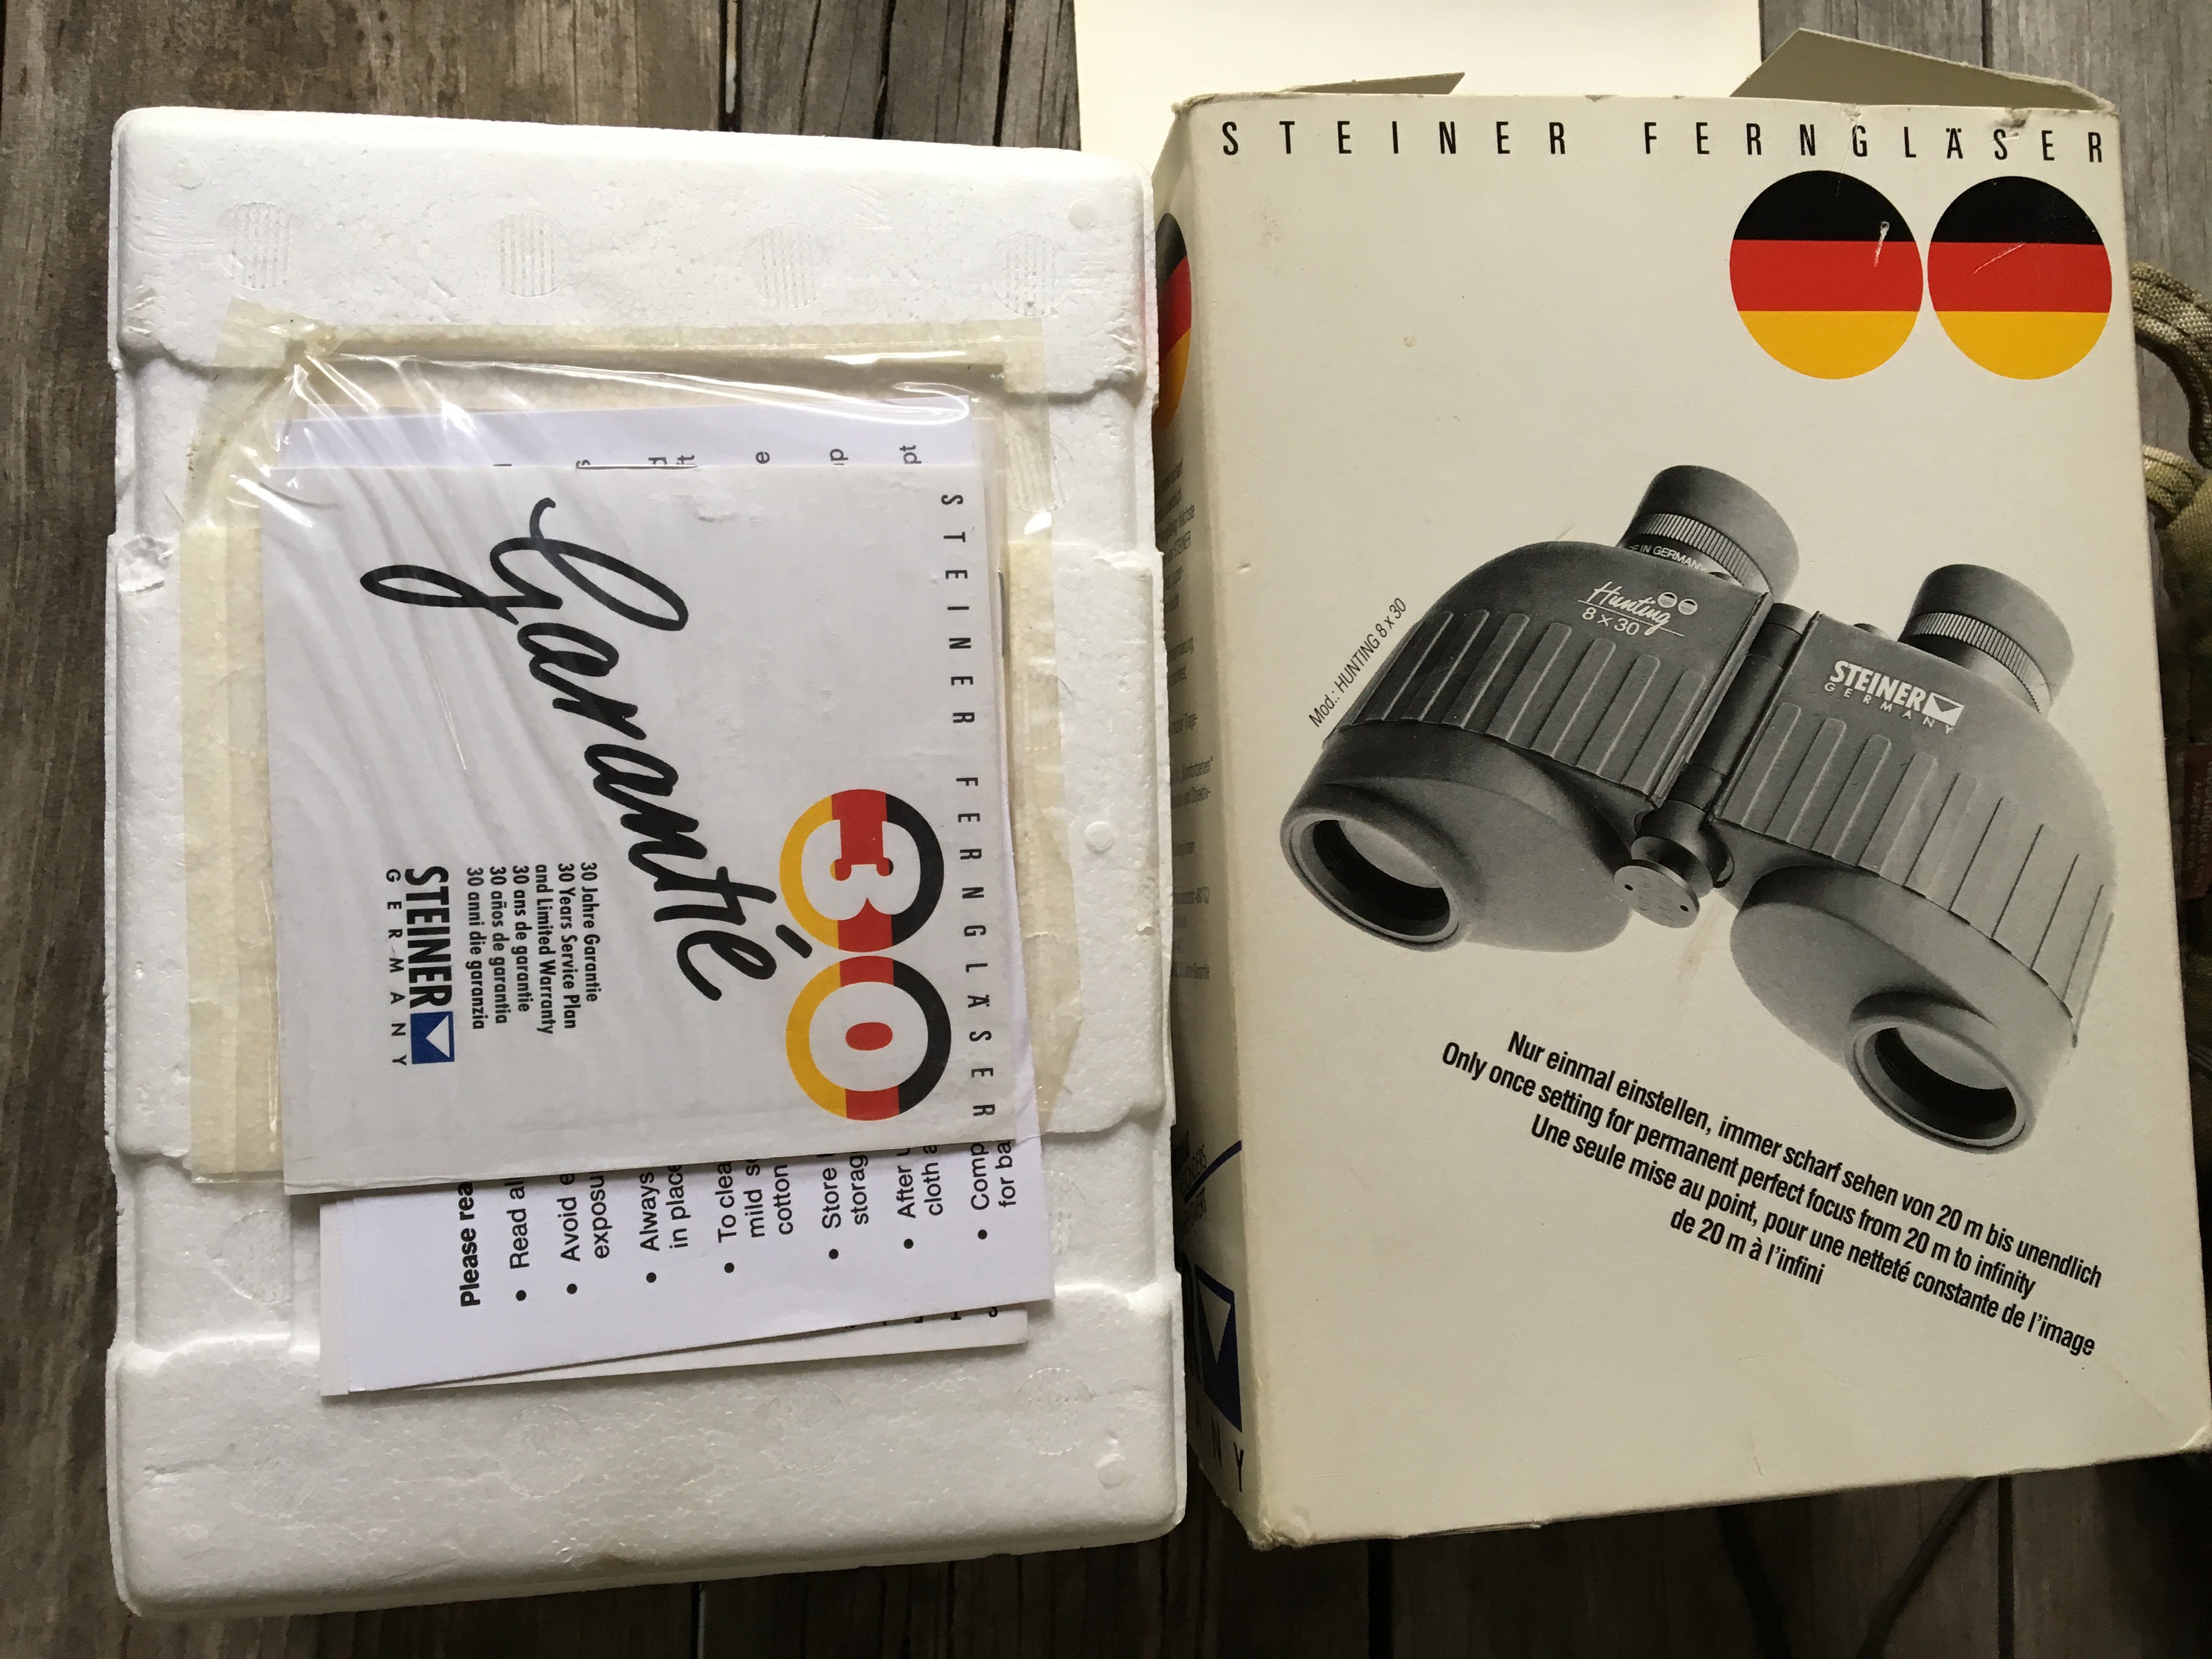 STEINER FERNGLÄSER
Garantie
30
30 Jahre Garantie
30 Years Service Plan
and Limited Warranty
30 ans de garantie
30 años de garantia
30 anni die garanzia
STEINER
GERMANY
Please rea
• Read al
• Avoid e
exposu
• Always
in place
• To clea
mild s
cotton
• Store
storag
• After
cloth a
• Comp
for ba
STEINER FERNGLÄSER
E IN GERMANY
Hunting
8 x 30
STEINER
GERMANY
Mod.: HUNTING 8 x 30
Nur einmal einstellen, immer scharf sehen von 20 m bis unendlich
Only once setting for permanent perfect focus from 20 m to infinity
Une seule mise au point, pour une netteté constante de l'image
de 20 m à l'infini